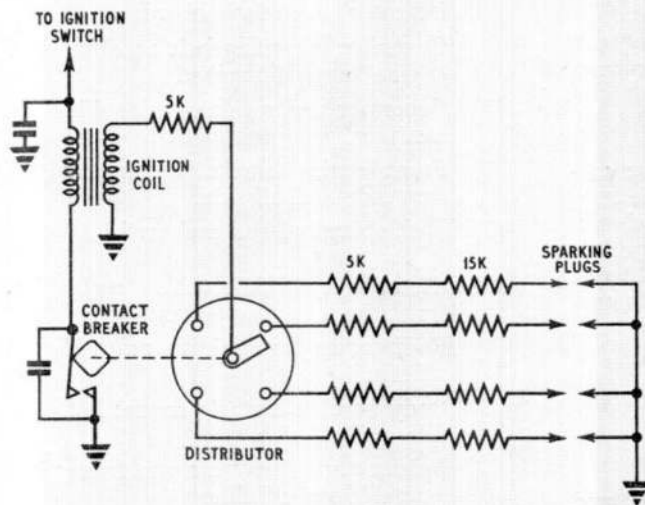 TO IGNITION
SWITCH
5K
IGNITION
COIL
5K
15K
SPARKING
PLUGS
CONTACT
BREAKER
DISTRIBUTOR